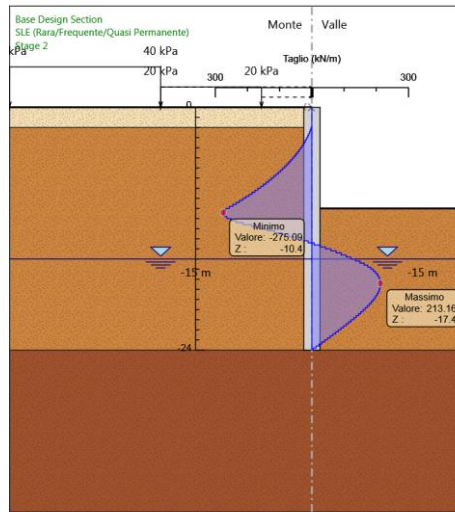 Base Design Section
SLE (Rara/Frequente/Quasi Permanente)
Stage 2
Monte
Valle
kPa
40 kPa
Taglio (kN/m)
20 kPa
300
20 kPa
300
0
Minimo
Valore: -275.09
Z : -10.4
-15 m
-15 m
Massimo
Valore: 213.16
Z : -17.4
-24